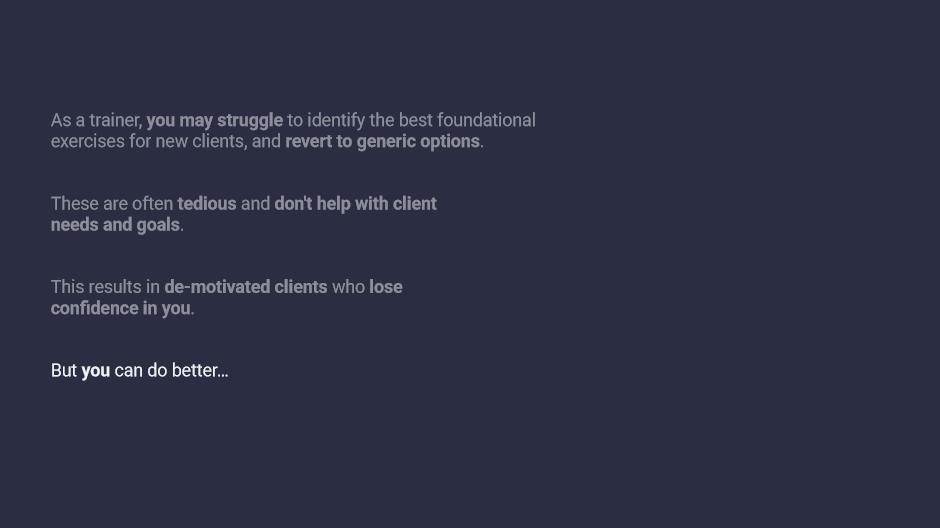 As a trainer, you may struggle to identify the best foundational
exercises for new clients, and revert to generic options.
These are often tedious and don't help with client
needs and goals.
This results in de-motivated clients who lose
confidence in you.
But you can do better...